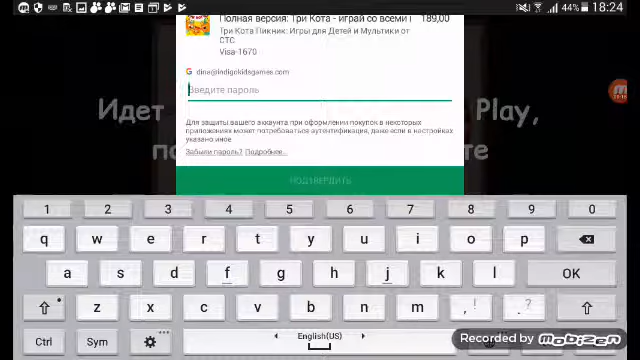 44% 18:24
Полная версия: Три Кота - играй со всеми 189,00
Три Кота Пикник: Игры для Детей и Мультики от
СТС
Visa-1670
G dina@indigokidsgames.com
Введите пароль
Идет Play,
Для защиты вашего аккаунта при оформлении покупок в некоторых
приложениях может потребоваться аутентификация, даже если в настройках
указано иное
Забыли пароль? Подробнее…
ПОДТВЕРДИТЬ
1 2 3 4 5 6 7 8 9 0
q w e r t y u i o p
a s d f g h j k l OK
z x c v b n m , ! . ?
Ctrl Sym English(US)
Recorded by MOBIZEN